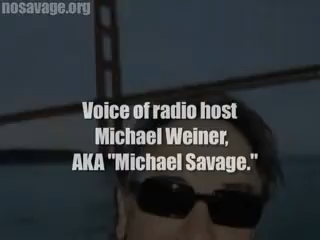 nosavage.org
Voice of radio host
Michael Weiner,
AKA "Michael Savage."